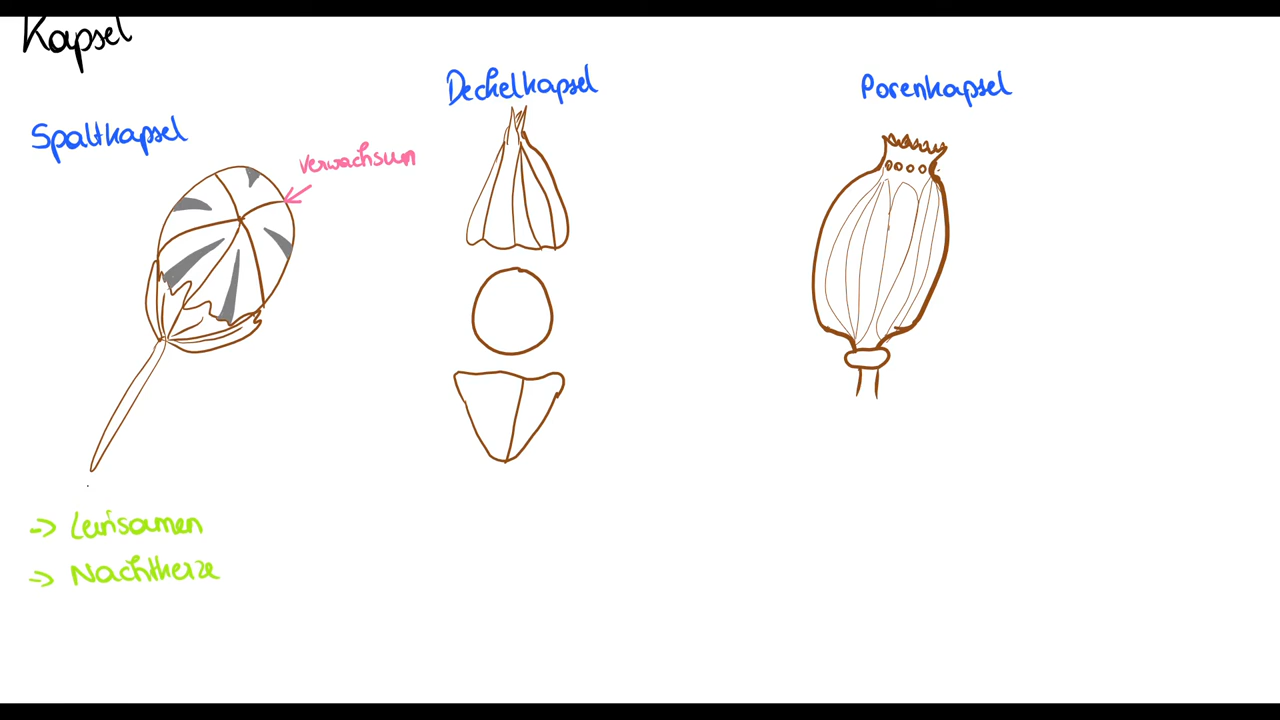 Kapsel
Deckelkapsel
Porenkapsel
Spaltkapsel
verwachsun
-> Leinsamen
-> Nachtkerze